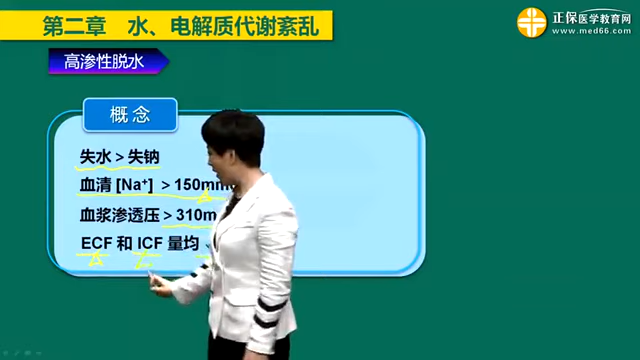 第二章 水、电解质代谢紊乱
正保医学教育网
www.med66.com
高渗性脱水
概念
失水＞失钠
血清 [Na⁺] ＞150mm
血浆渗透压＞310m
ECF 和 ICF 量均